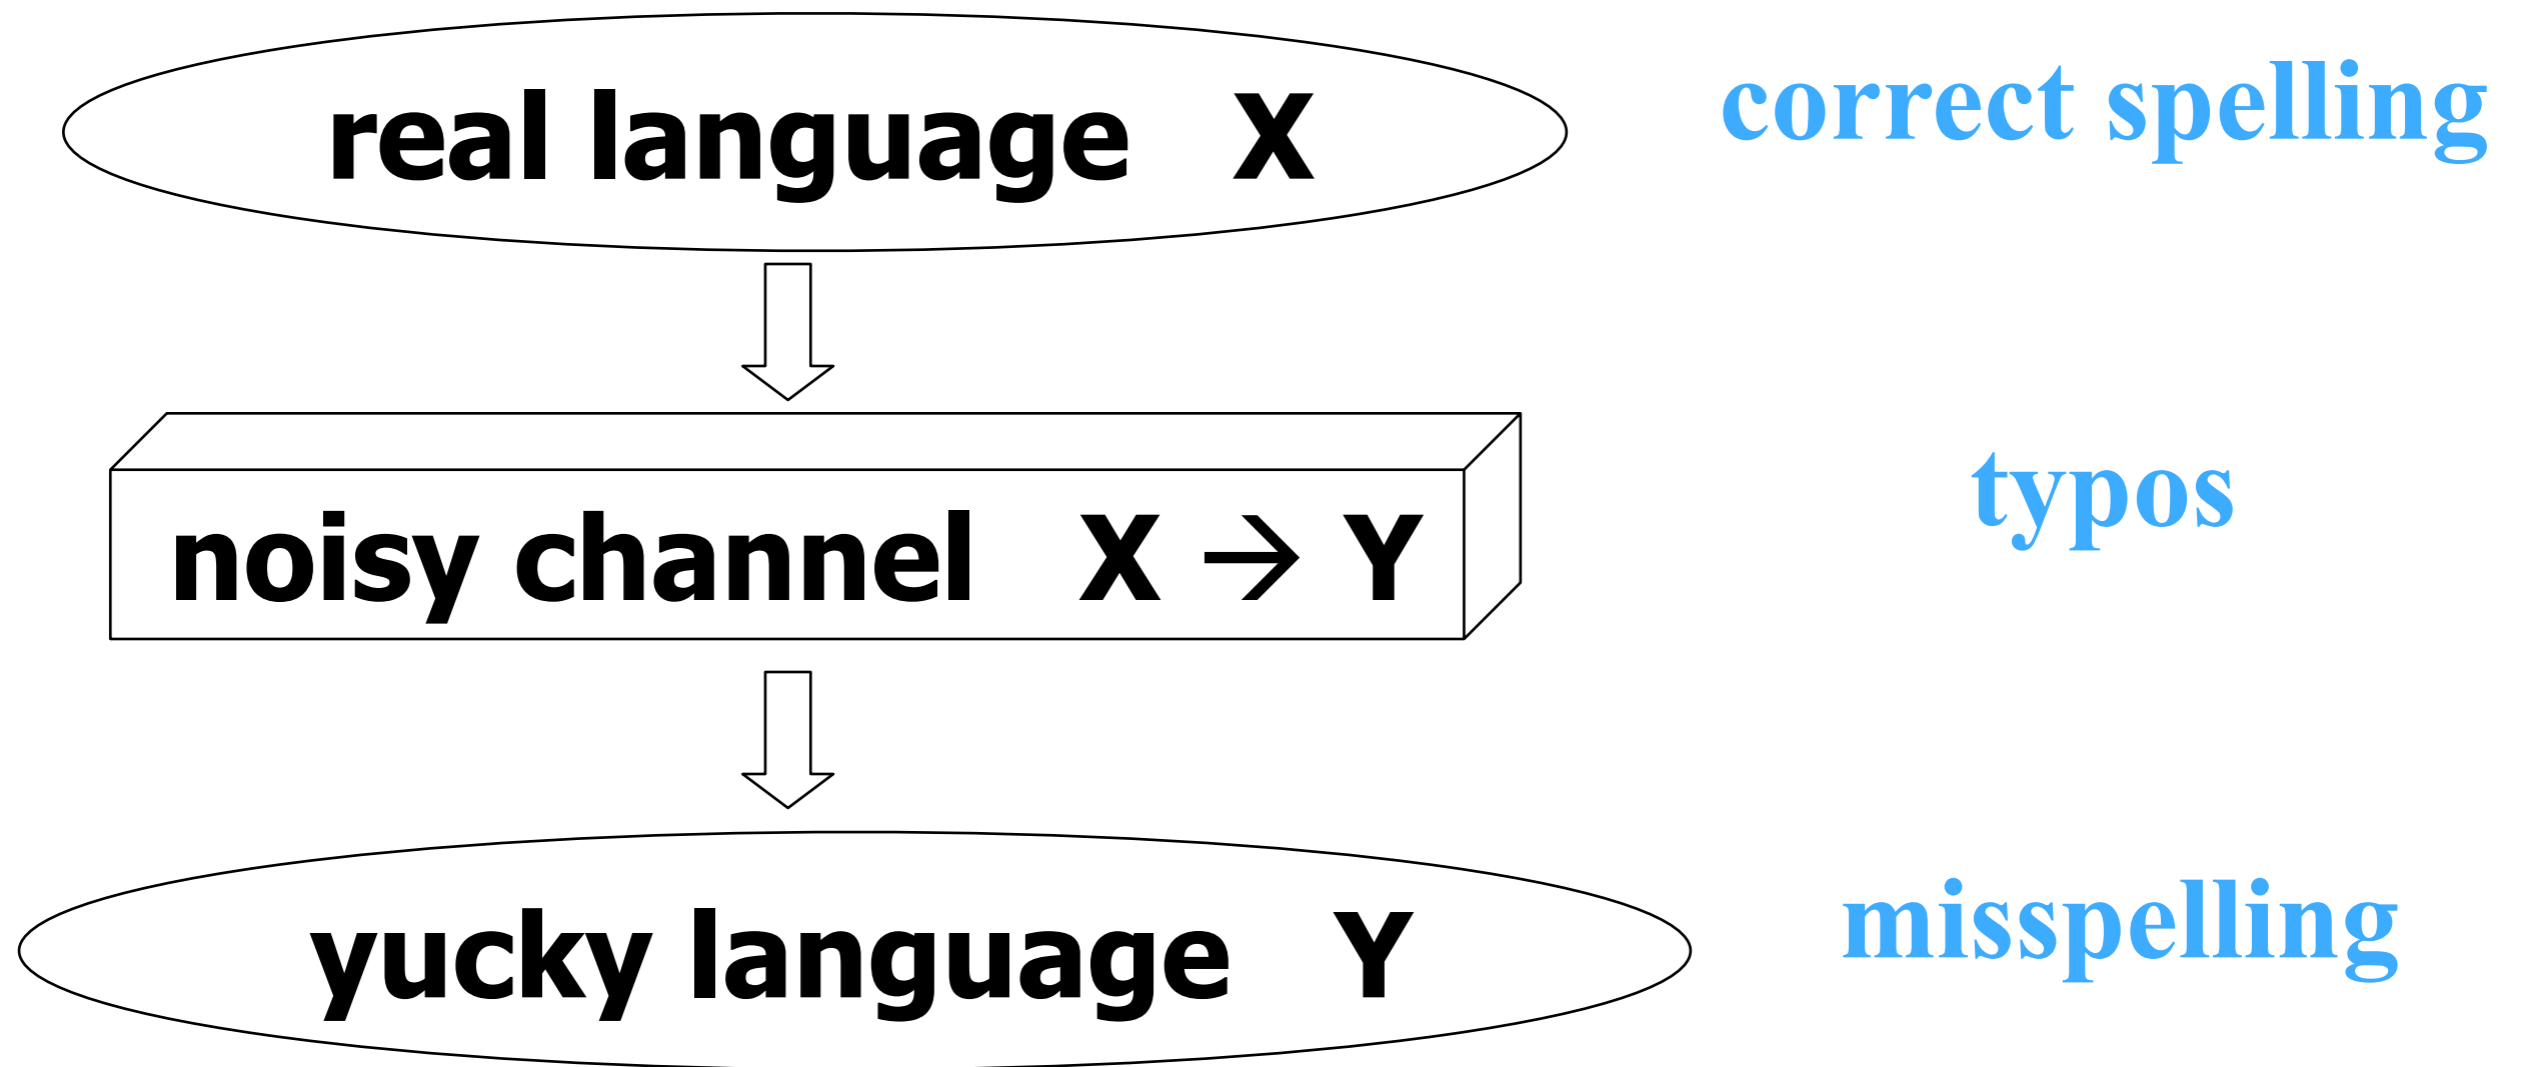 real language X
correct spelling
noisy channel X → Y
typos
yucky language Y
misspelling